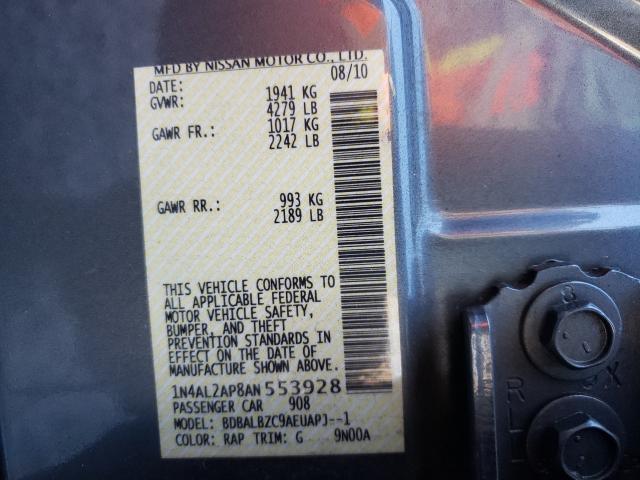 MFD BY NISSAN MOTOR CO., LTD.
DATE: 08/10
GVWR: 1941 KG
4279 LB
GAWR FR.: 1017 KG
2242 LB
GAWR RR.: 993 KG
2189 LB
THIS VEHICLE CONFORMS TO
ALL APPLICABLE FEDERAL
MOTOR VEHICLE SAFETY,
BUMPER, AND THEFT
PREVENTION STANDARDS IN
EFFECT ON THE DATE OF
MANUFACTURE SHOWN ABOVE.
1N4AL2AP8AN553928
PASSENGER CAR 908
MODEL: BDBALBZC9AEUAPJ--1
COLOR: RAP TRIM: G 9N00A
8